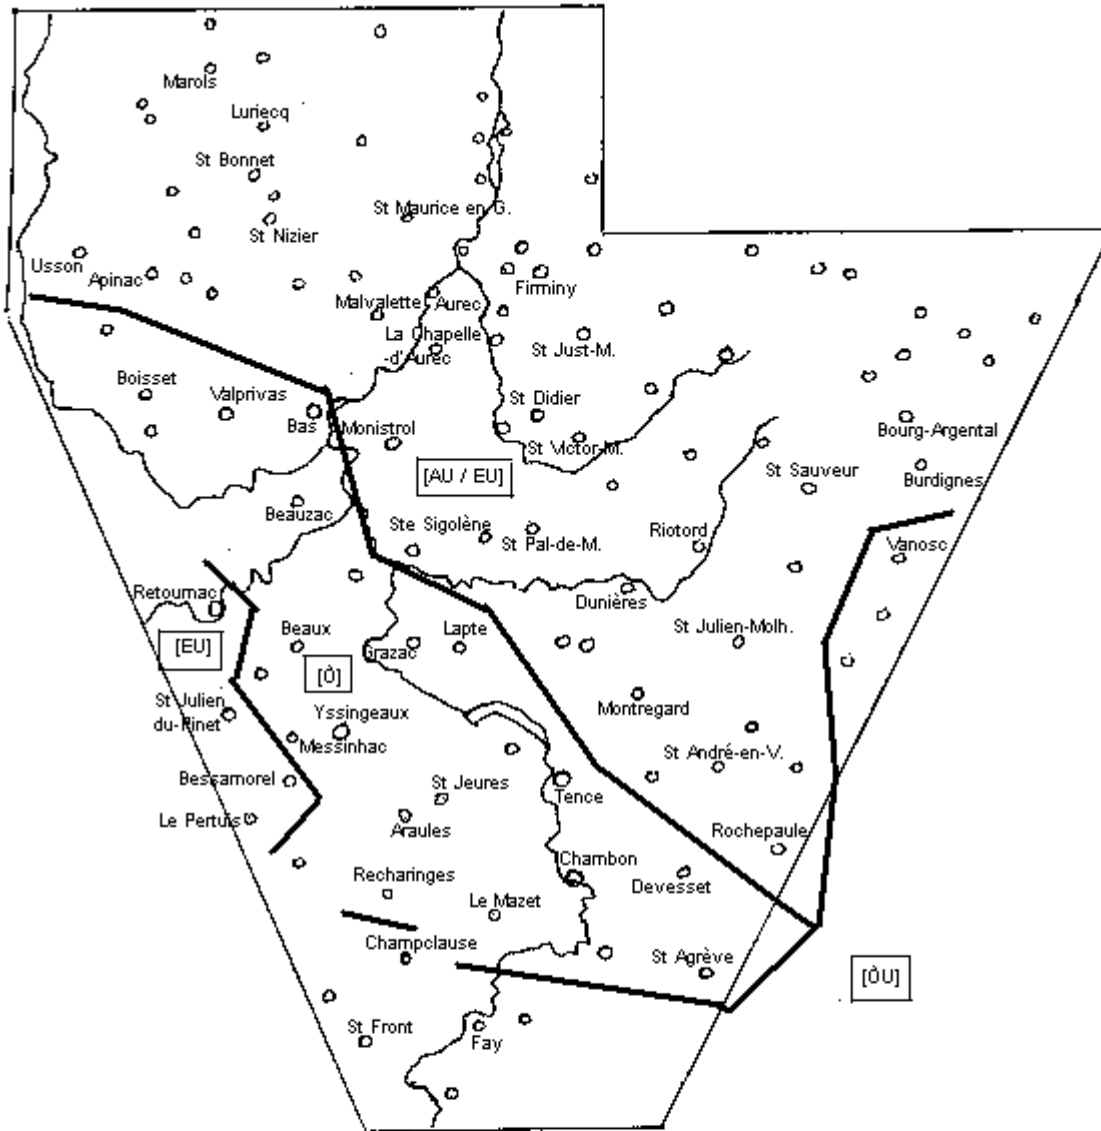 Marols
Luriecq
St Bonnet
St Maurice en G.
St Nizier
Usson
Apinac
Firminy
Malvalette
Aurec
La Chapelle
-d'Aurec
St Just-M.
Boisset
Valprivas
Bas
Monistrol
St Didier
St Victor-M.
Bourg-Argental
[AU / EU]
St Sauveur
Burdignes
Beauzac
Ste Sigolène
St Pal-de-M.
Riotord
Vanosc
Retournac
Dunières
[EU]
Beaux
Grazac
Lapte
St Julien-Molh.
[Ò]
St Julien
du-Pinet
Yssingeaux
Messinhac
Montregard
St André-en-V.
Bessamorel
St Jeures
Tence
Le Pertuis
Araules
Rochepaule
Recharinges
Chambon
Devesset
Le Mazet
Champclause
St Agrève
[ÒU]
St Front
Fay